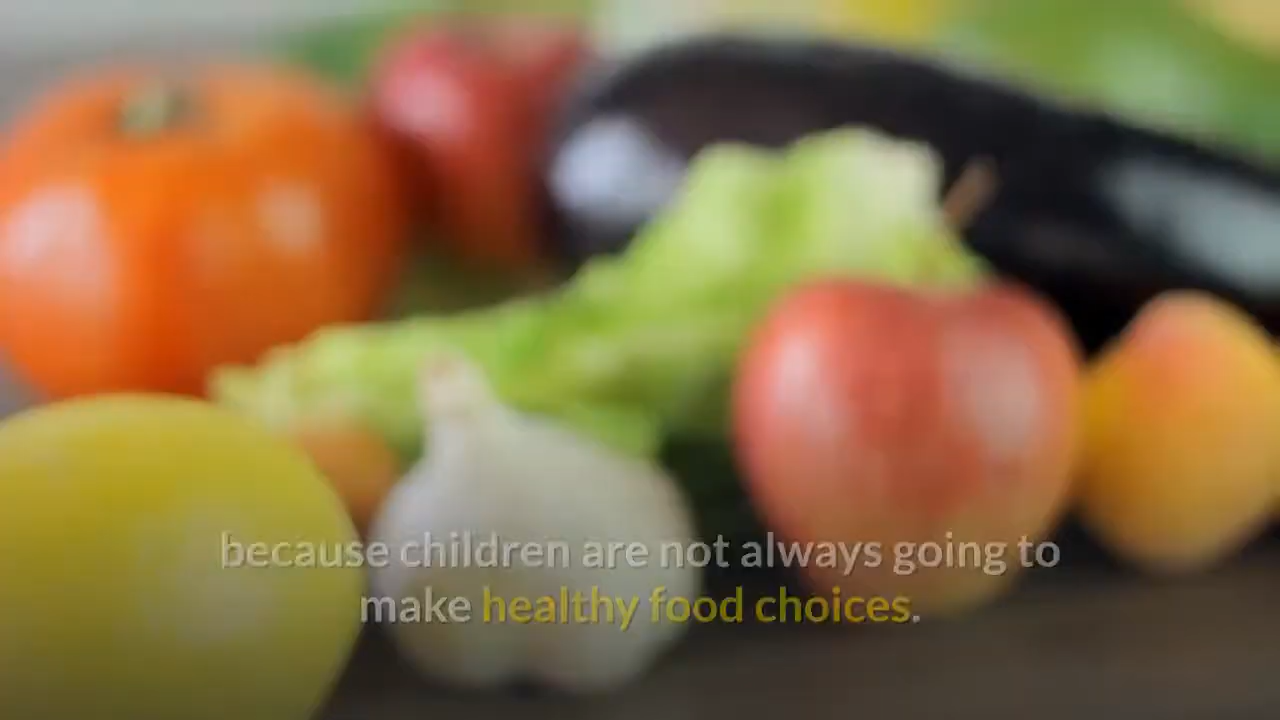 because children are not always going to
make healthy food choices.